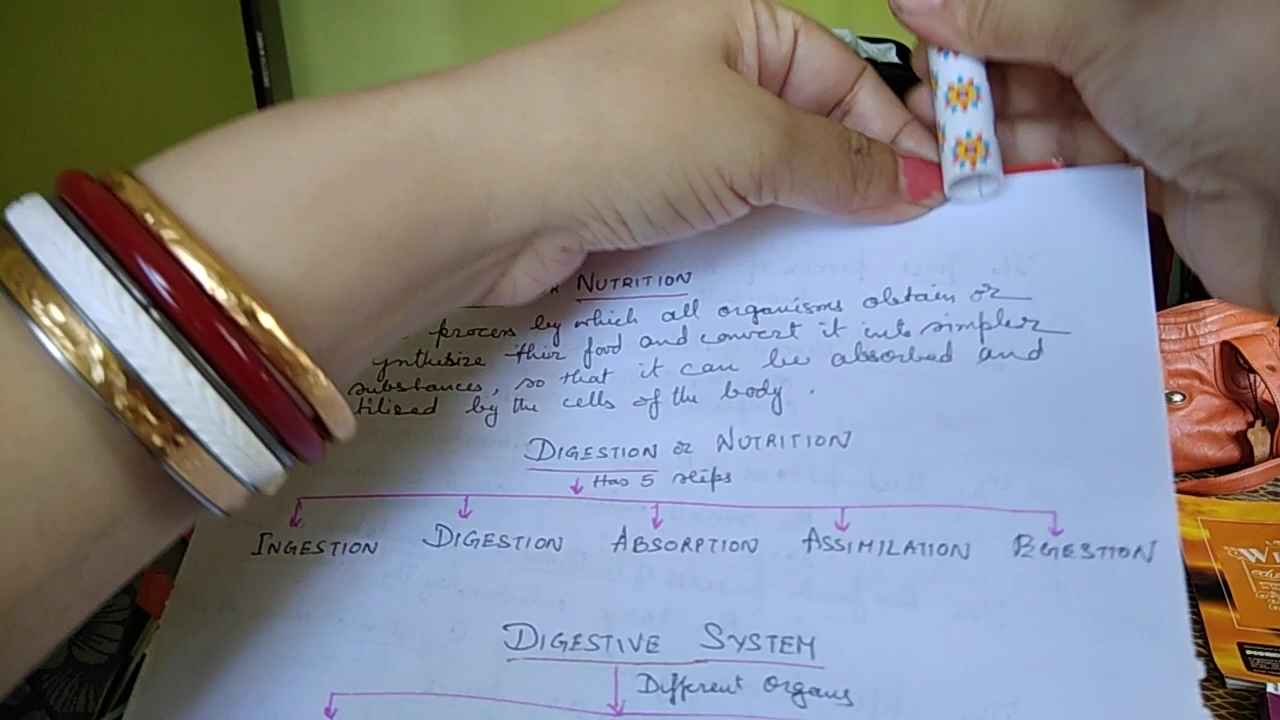 NUTRITION
process by which all organisms obtain or
ynthesize their food and convert it into simpler
substances, so that it can be absorbed and
tilised by the cells of the body.
DIGESTION or NUTRITION
Has 5 steps
INGESTION DIGESTION ABSORPTION ASSIMILATION EGESTION
DIGESTIVE SYSTEM
Different organs